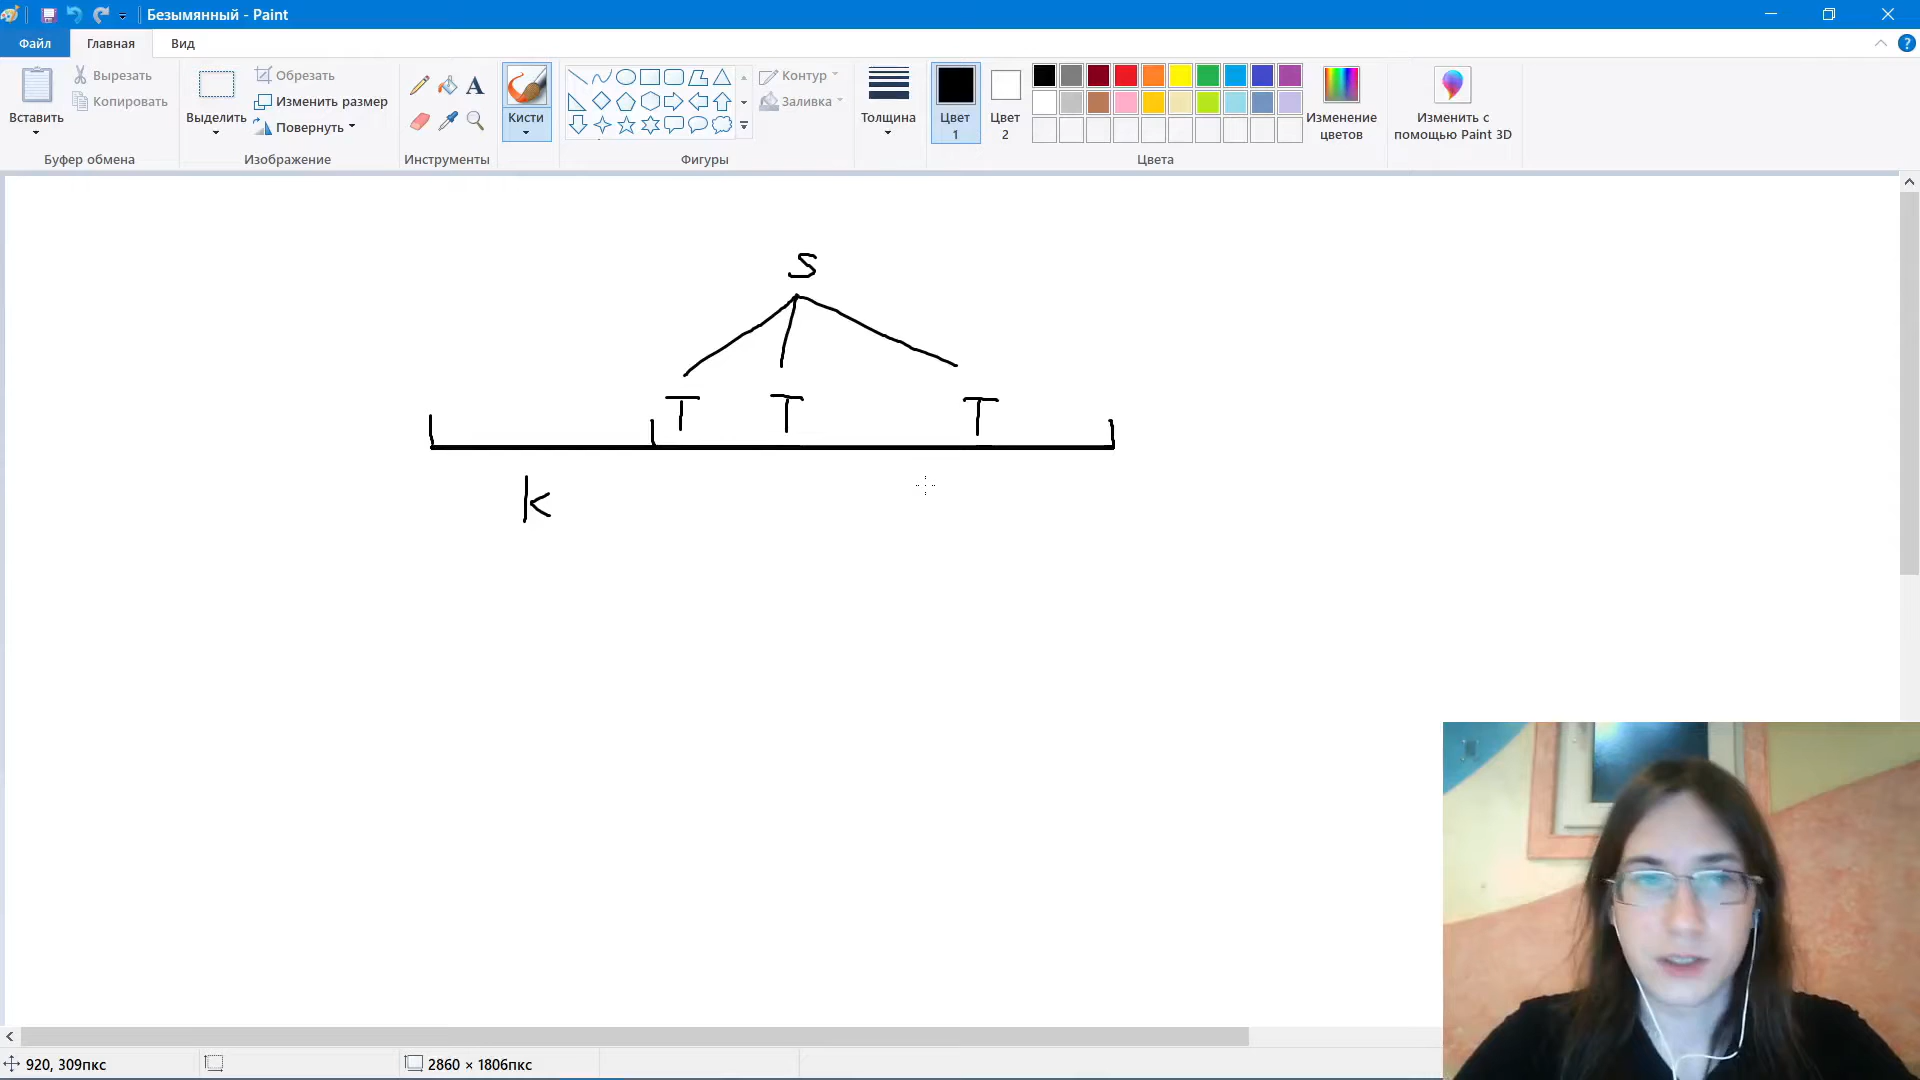 Безымянный - Paint
Файл Главная Вид
Вставить
Вырезать
Копировать
Буфер обмена
Выделить
Обрезать
Изменить размер
Повернуть
Изображение
A
Инструменты
Кисти
Фигуры
Контур
Заливка
Толщина
Цвет
1
Цвет
2
Цвета
Изменение
цветов
Изменить с
помощью Paint 3D
?
S
T T T
k
920, 309пкс
2860 × 1806пкс